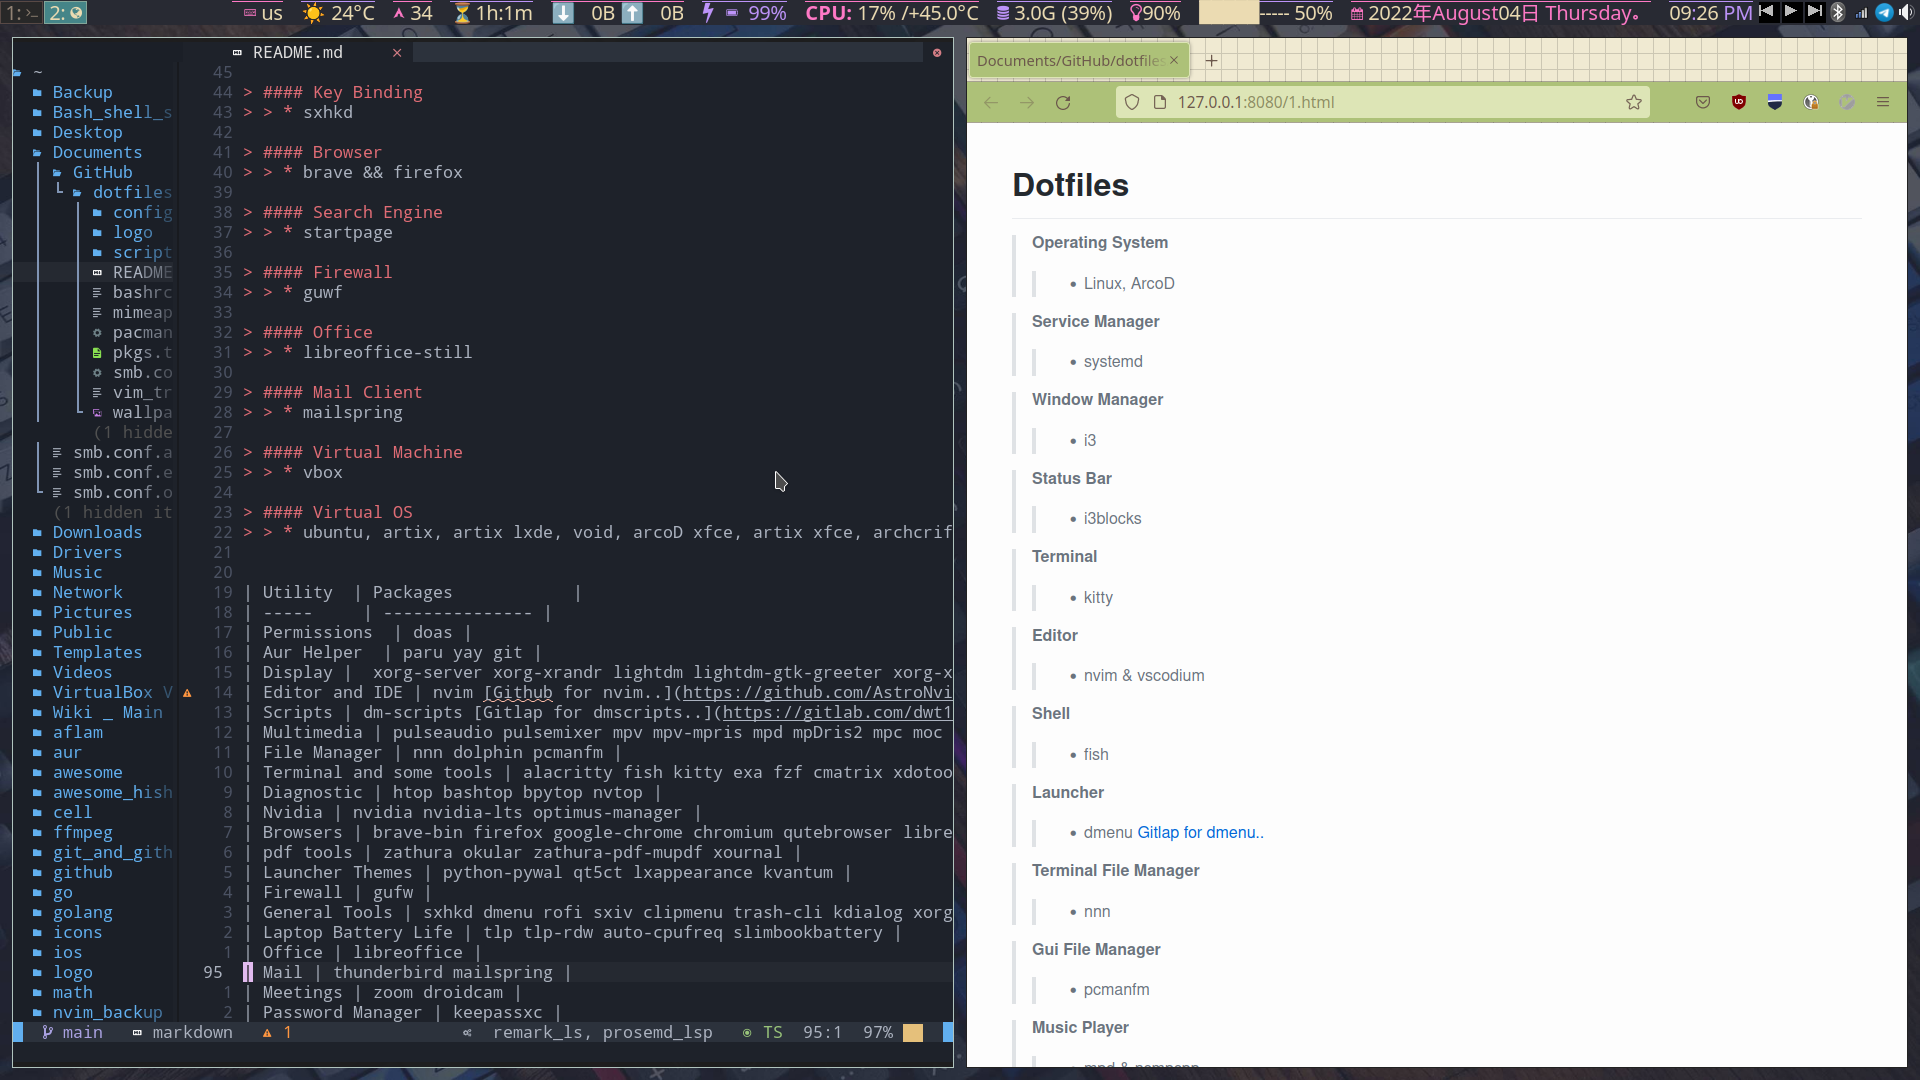 1: 2: us 24°C 34 1h:1m 0B 0B 99% CPU: 17% /+45.0°C 3.0G (39%) 90% ----- 50% 2022年August04日 Thursday。 09:26 PM
README.md ×
~
Backup
Bash_shell_s
Desktop
Documents
GitHub
dotfiles
config
logo
script
README
bashrc
mimeap
pacman
pkgs.t
smb.co
vim_tr
wallpa
(1 hidde
smb.conf.a
smb.conf.e
smb.conf.o
(1 hidden it
Downloads
Drivers
Music
Network
Pictures
Public
Templates
Videos
VirtualBox V
Wiki _ Main
aflam
aur
awesome
awesome_hish
cell
ffmpeg
git_and_gith
github
go
golang
icons
ios
logo
math
nvim_backup
45
44 > #### Key Binding
43 > > * sxhkd
42
41 > #### Browser
40 > > * brave && firefox
39
38 > #### Search Engine
37 > > * startpage
36
35 > #### Firewall
34 > > * guwf
33
32 > #### Office
31 > > * libreoffice-still
30
29 > #### Mail Client
28 > > * mailspring
27
26 > #### Virtual Machine
25 > > * vbox
24
23 > #### Virtual OS
22 > > * ubuntu, artix, artix lxde, void, arcoD xfce, artix xfce, archcrif
21
20
19 | Utility | Packages |
18 | ----- | --------------- |
17 | Permissions | doas |
16 | Aur Helper | paru yay git |
15 | Display | xorg-server xorg-xrandr lightdm lightdm-gtk-greeter xorg-x
14 | Editor and IDE | nvim [Github for nvim..](https://github.com/AstroNvi
13 | Scripts | dm-scripts [Gitlap for dmscripts..](https://gitlab.com/dwt1
12 | Multimedia | pulseaudio pulsemixer mpv mpv-mpris mpd mpDris2 mpc moc
11 | File Manager | nnn dolphin pcmanfm |
10 | Terminal and some tools | alacritty fish kitty exa fzf cmatrix xdotoo
9 | Diagnostic | htop bashtop bpytop nvtop |
8 | Nvidia | nvidia nvidia-lts optimus-manager |
7 | Browsers | brave-bin firefox google-chrome chromium qutebrowser libre
6 | pdf tools | zathura okular zathura-pdf-mupdf xournal |
5 | Launcher Themes | python-pywal qt5ct lxappearance kvantum |
4 | Firewall | gufw |
3 | General Tools | sxhkd dmenu rofi sxiv clipmenu trash-cli kdialog xorg
2 | Laptop Battery Life | tlp tlp-rdw auto-cpufreq slimbookbattery |
1 | Office | libreoffice |
95 | Mail | thunderbird mailspring |
1 | Meetings | zoom droidcam |
2 | Password Manager | keepassxc |
main markdown 1 remark_ls, prosemd_lsp TS 95:1 97%
Documents/GitHub/dotfiles × +
127.0.0.1:8080/1.html
Dotfiles
Operating System
• Linux, ArcoD
Service Manager
• systemd
Window Manager
• i3
Status Bar
• i3blocks
Terminal
• kitty
Editor
• nvim & vscodium
Shell
• fish
Launcher
• dmenu Gitlap for dmenu..
Terminal File Manager
• nnn
Gui File Manager
• pcmanfm
Music Player